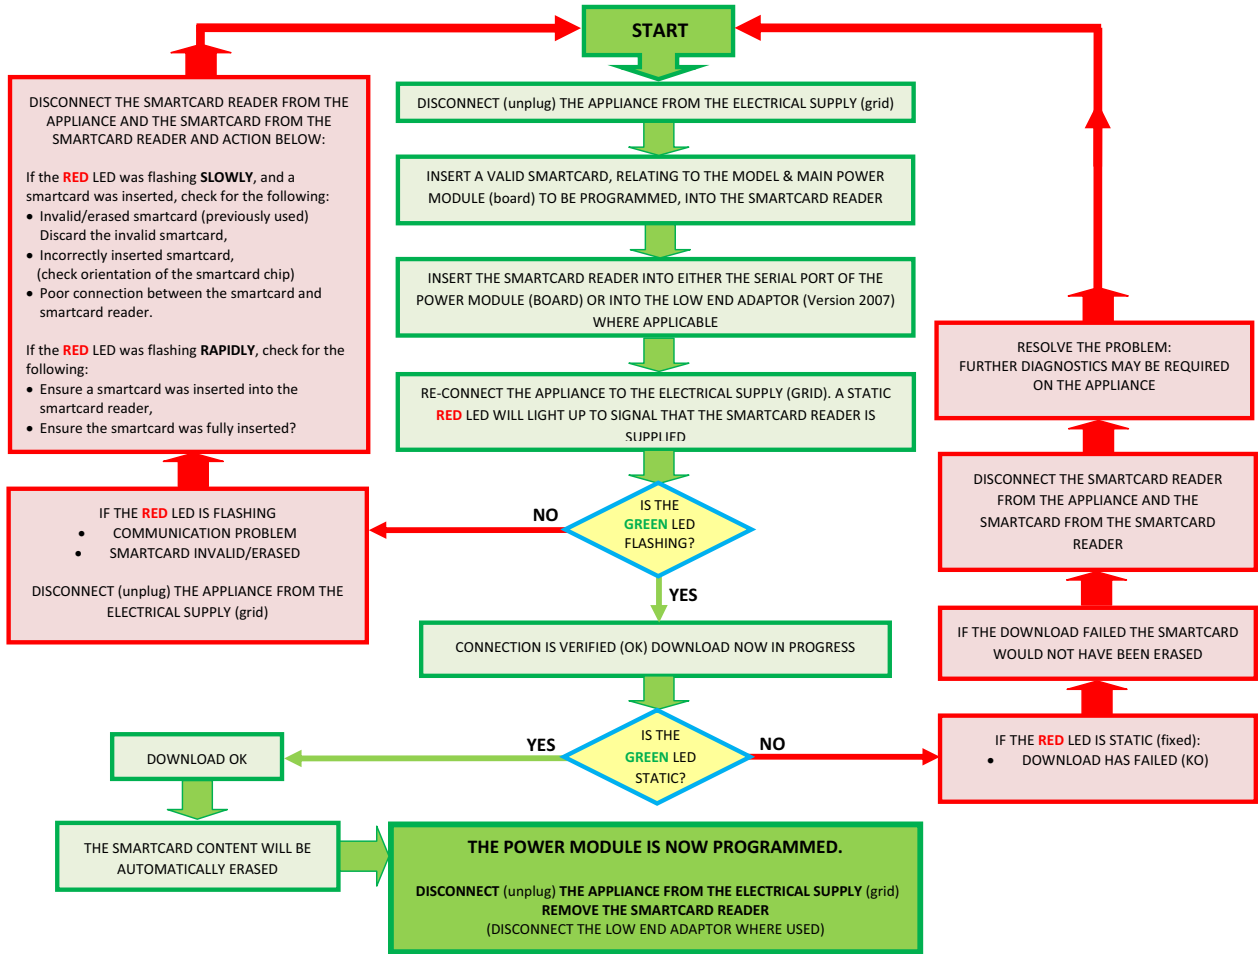 START
DISCONNECT (unplug) THE APPLIANCE FROM THE ELECTRICAL SUPPLY (grid)
INSERT A VALID SMARTCARD, RELATING TO THE MODEL & MAIN POWER
MODULE (board) TO BE PROGRAMMED, INTO THE SMARTCARD READER
INSERT THE SMARTCARD READER INTO EITHER THE SERIAL PORT OF THE
POWER MODULE (BOARD) OR INTO THE LOW END ADAPTOR (Version 2007)
WHERE APPLICABLE
RE-CONNECT THE APPLIANCE TO THE ELECTRICAL SUPPLY (GRID). A STATIC
RED LED WILL LIGHT UP TO SIGNAL THAT THE SMARTCARD READER IS
SUPPLIED
IS THE
GREEN LED
FLASHING?
NO
YES
IF THE RED LED IS FLASHING
• COMMUNICATION PROBLEM
• SMARTCARD INVALID/ERASED
DISCONNECT (unplug) THE APPLIANCE FROM THE
ELECTRICAL SUPPLY (grid)
DISCONNECT THE SMARTCARD READER FROM THE
APPLIANCE AND THE SMARTCARD FROM THE
SMARTCARD READER AND ACTION BELOW:
If the RED LED was flashing SLOWLY, and a
smartcard was inserted, check for the following:
• Invalid/erased smartcard (previously used)
Discard the invalid smartcard,
• Incorrectly inserted smartcard,
(check orientation of the smartcard chip)
• Poor connection between the smartcard and
smartcard reader.
If the RED LED was flashing RAPIDLY, check for the
following:
• Ensure a smartcard was inserted into the
smartcard reader,
• Ensure the smartcard was fully inserted?
CONNECTION IS VERIFIED (OK) DOWNLOAD NOW IN PROGRESS
IS THE
GREEN LED
STATIC?
YES
NO
DOWNLOAD OK
THE SMARTCARD CONTENT WILL BE
AUTOMATICALLY ERASED
THE POWER MODULE IS NOW PROGRAMMED.
DISCONNECT (unplug) THE APPLIANCE FROM THE ELECTRICAL SUPPLY (grid)
REMOVE THE SMARTCARD READER
(DISCONNECT THE LOW END ADAPTOR WHERE USED)
IF THE RED LED IS STATIC (fixed):
• DOWNLOAD HAS FAILED (KO)
IF THE DOWNLOAD FAILED THE SMARTCARD
WOULD NOT HAVE BEEN ERASED
DISCONNECT THE SMARTCARD READER
FROM THE APPLIANCE AND THE
SMARTCARD FROM THE SMARTCARD
READER
RESOLVE THE PROBLEM:
FURTHER DIAGNOSTICS MAY BE REQUIRED
ON THE APPLIANCE